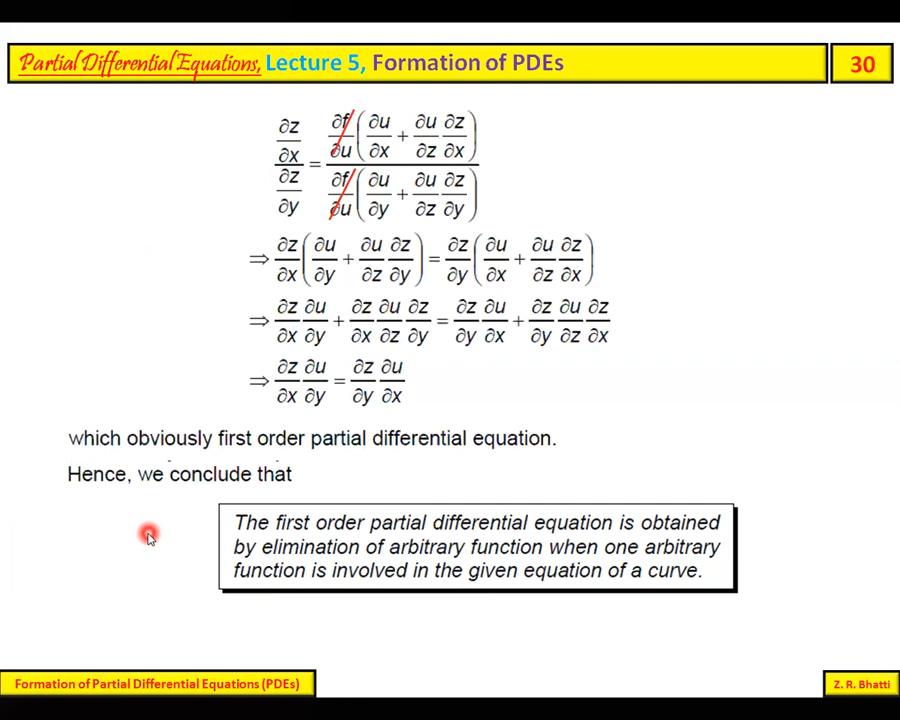 Partial Differential Equations, Lecture 5, Formation of PDEs 30
∂z/∂x / ∂z/∂y = ∂f/∂u (∂u/∂x + ∂u/∂z ∂z/∂x) / ∂f/∂u (∂u/∂y + ∂u/∂z ∂z/∂y)
⇒ ∂z/∂x (∂u/∂y + ∂u/∂z ∂z/∂y) = ∂z/∂y (∂u/∂x + ∂u/∂z ∂z/∂x)
⇒ ∂z/∂x ∂u/∂y + ∂z/∂x ∂u/∂z ∂z/∂y = ∂z/∂y ∂u/∂x + ∂z/∂y ∂u/∂z ∂z/∂x
⇒ ∂z/∂x ∂u/∂y = ∂z/∂y ∂u/∂x
which obviously first order partial differential equation.
Hence, we conclude that
The first order partial differential equation is obtained
by elimination of arbitrary function when one arbitrary
function is involved in the given equation of a curve.
Formation of Partial Differential Equations (PDEs)
Z. R. Bhatti